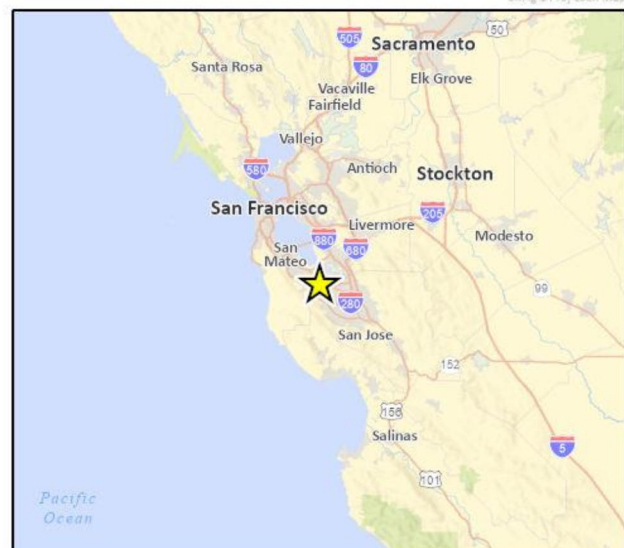 50
505
Sacramento
Santa Rosa
80
Elk Grove
Vacaville
Fairfield
Vallejo
580
Antioch
Stockton
San Francisco
205
Livermore
880
680
Modesto
San
Mateo
99
280
San Jose
152
156
Salinas
5
101
Pacific
Ocean